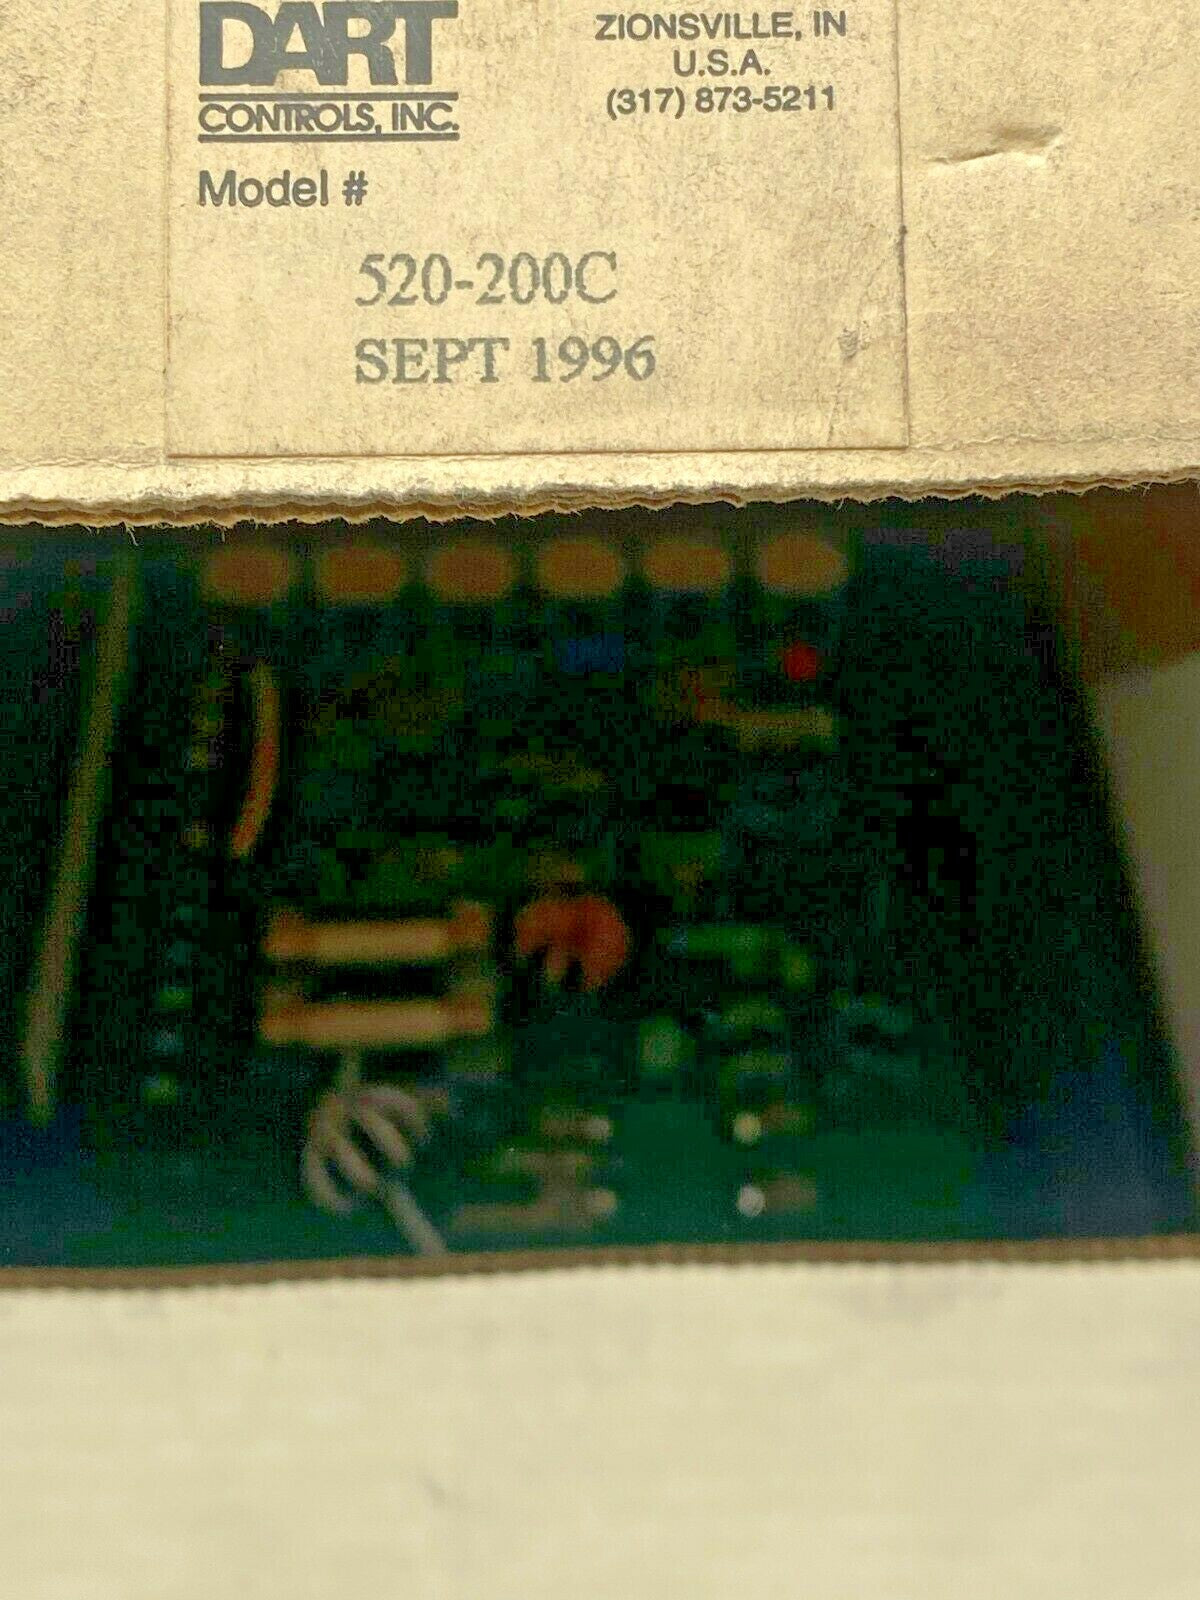 DART
CONTROLS, INC.
ZIONSVILLE, IN
U.S.A.
(317) 873-5211
Model #
520-200C
SEPT 1996